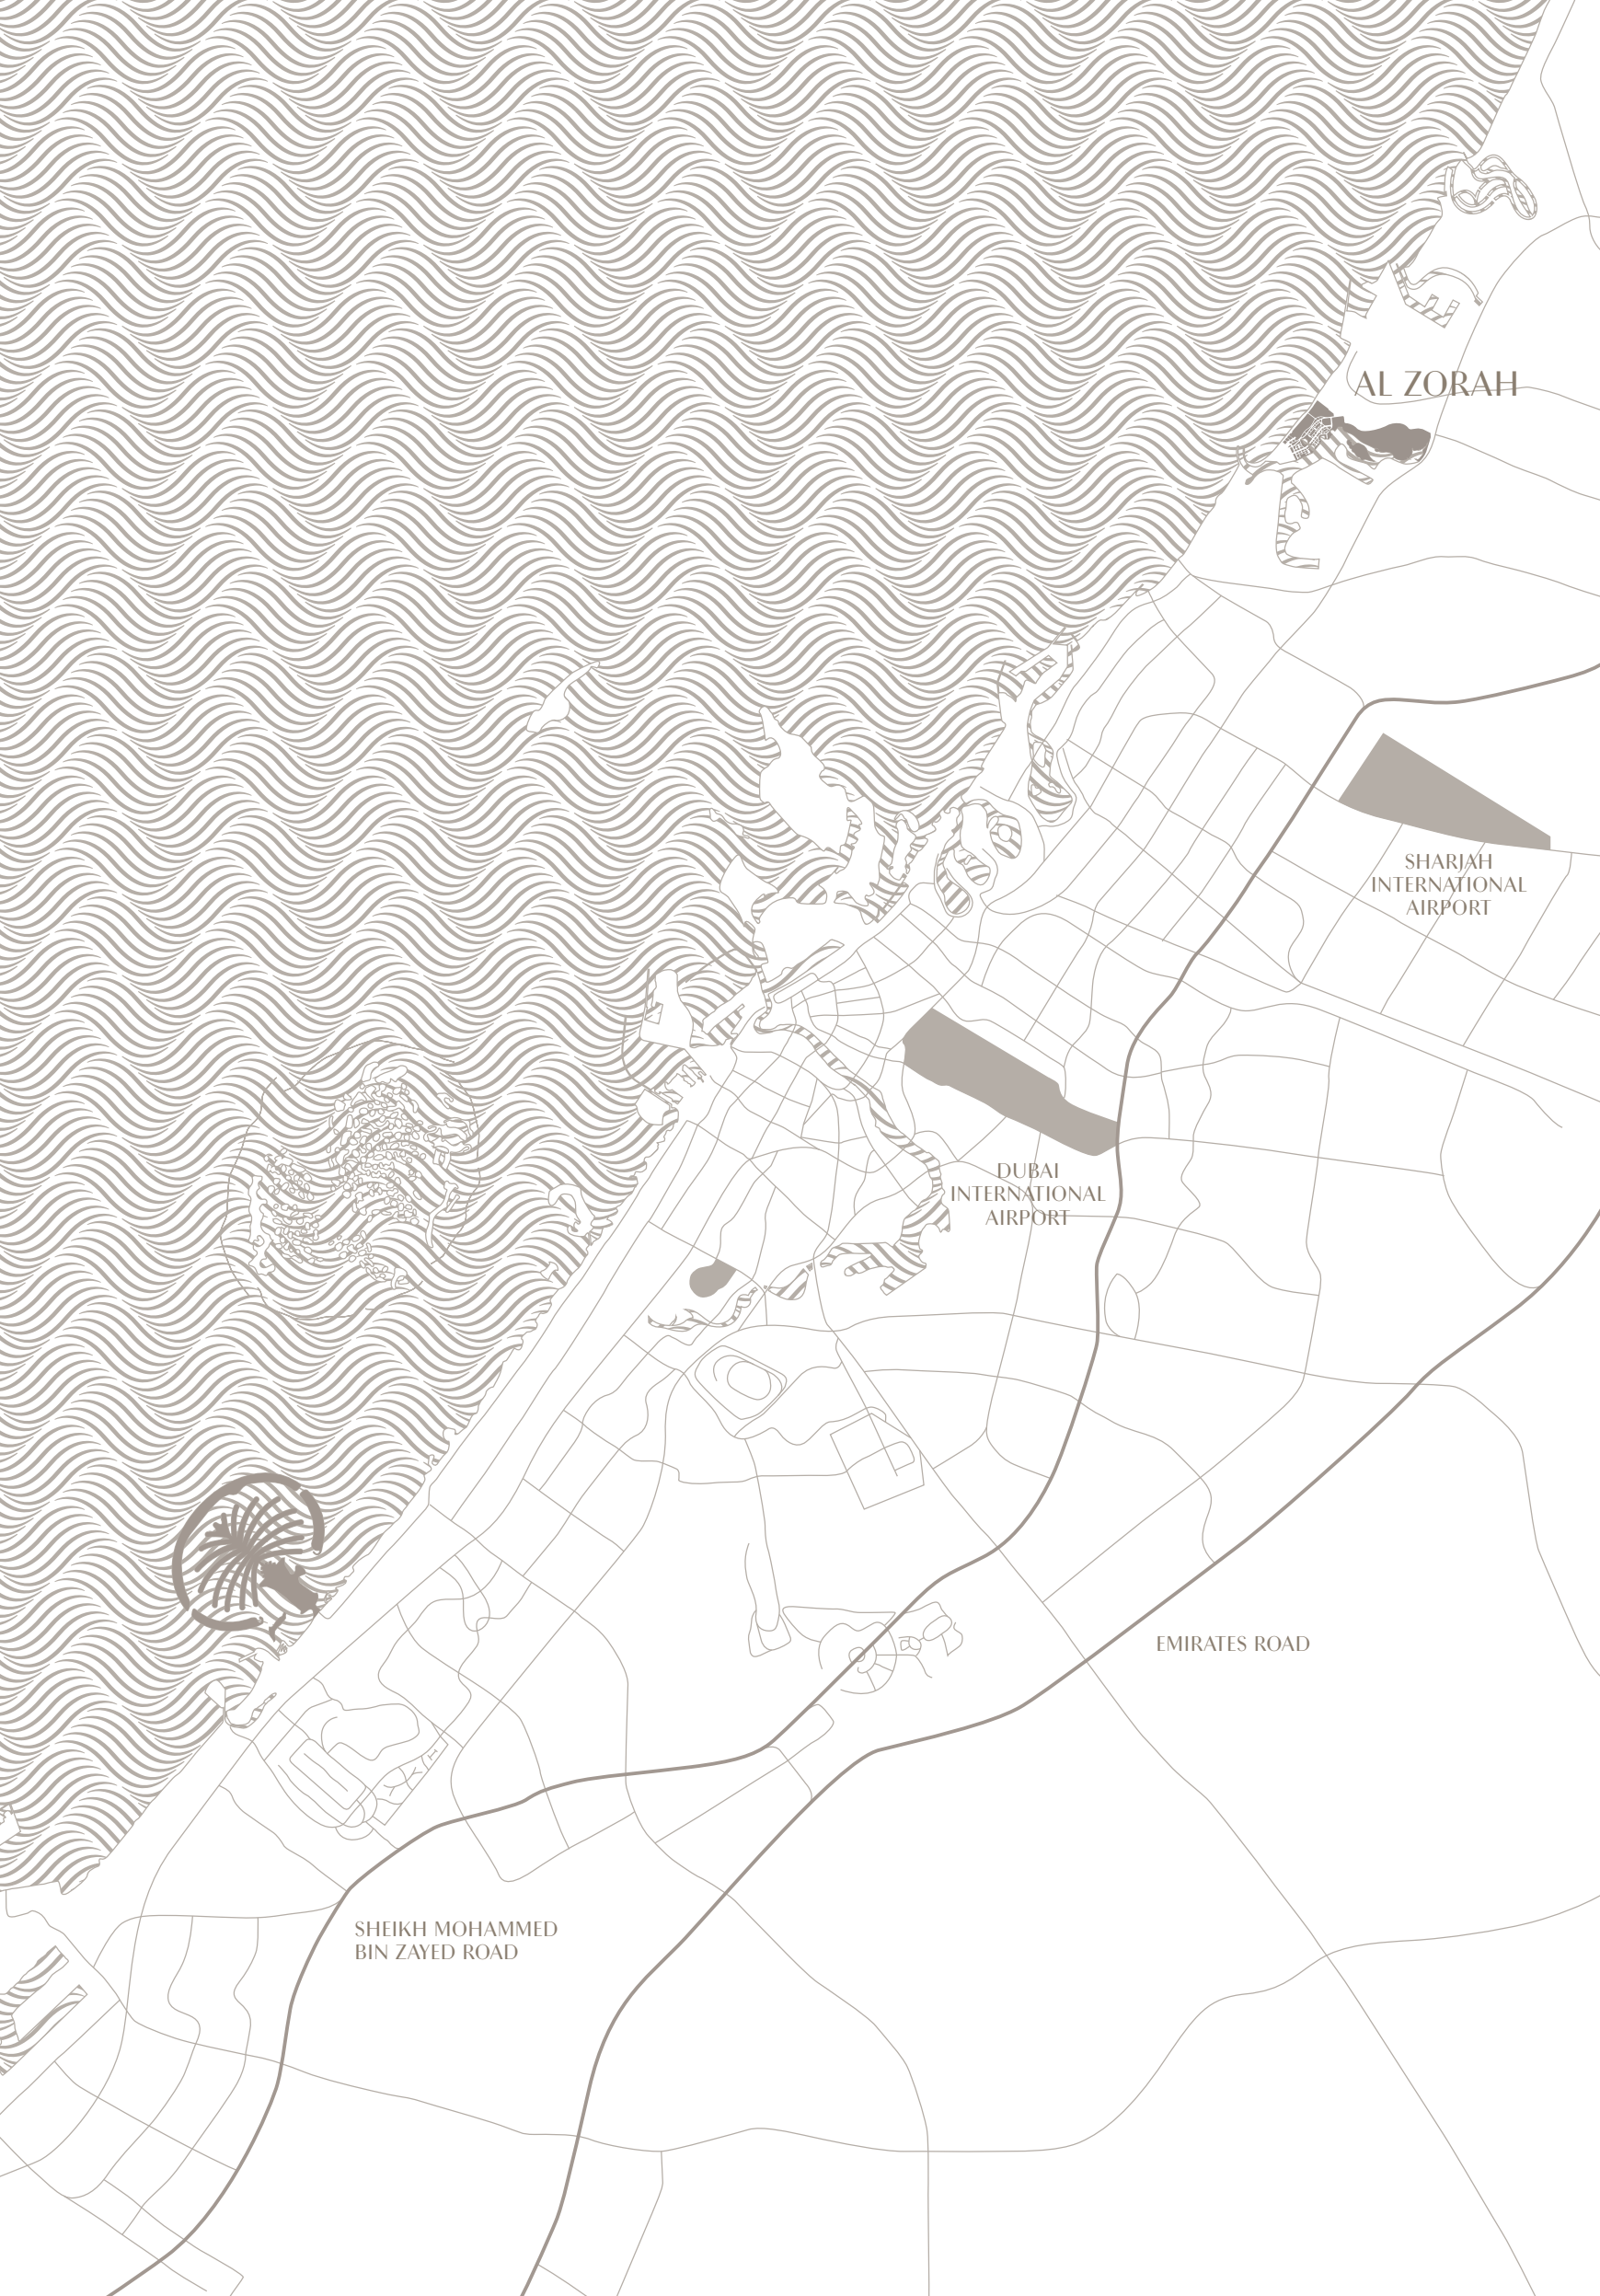 AL ZORAH
SHARJAH
INTERNATIONAL
AIRPORT
DUBAI
INTERNATIONAL
AIRPORT
EMIRATES ROAD
SHEIKH MOHAMMED
BIN ZAYED ROAD